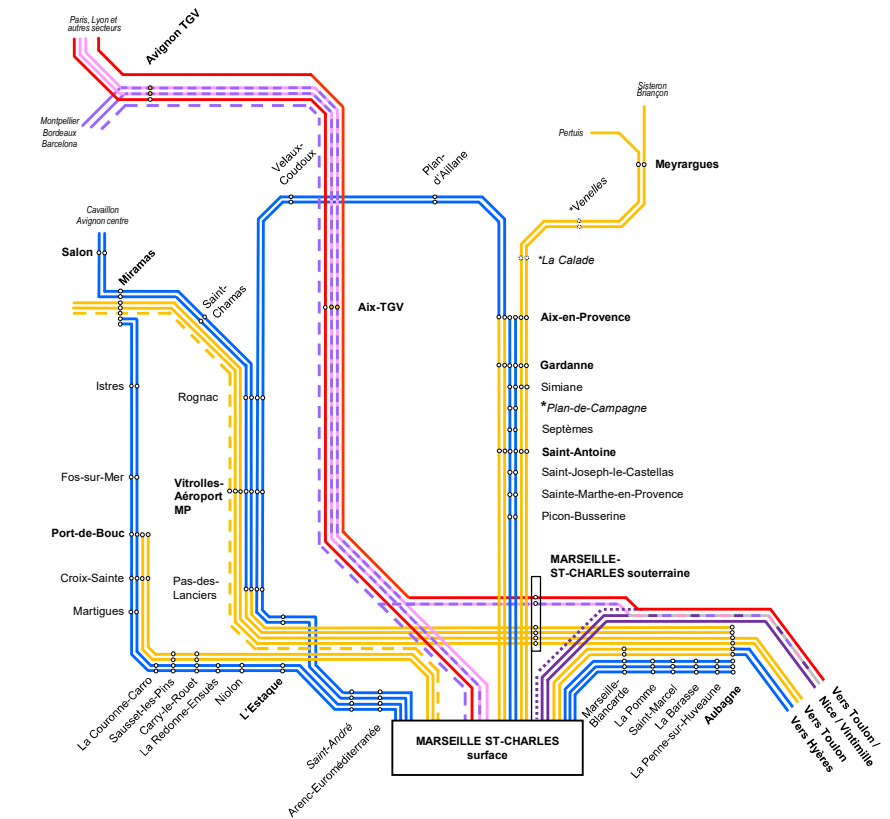 Paris, Lyon et
autres secteurs
Avignon TGV
Montpellier
Bordeaux
Barcelona
Sisteron
Briançon
Pertuis
Meyrargues
Velaux-
Coudoux
Plan-
d'Aillane
*Venelles
*La Calade
Cavaillon
Avignon centre
Salon
Miramas
Saint-
Chamas
Aix-TGV
Aix-en-Provence
Gardanne
Simiane
*Plan-de-Campagne
Septèmes
Saint-Antoine
Saint-Joseph-le-Castellas
Sainte-Marthe-en-Provence
Picon-Busserine
Istres
Rognac
Fos-sur-Mer
Vitrolles-
Aéroport
MP
Port-de-Bouc
Croix-Sainte
Martigues
Pas-des-
Lanciers
MARSEILLE-
ST-CHARLES souterraine
La Couronne-Carro
Sausset-les-Pins
Carry-le-Rouet
La Redonne-Ensuès
Niolon
L'Estaque
Saint-André
Arenc-Euroméditerranée
MARSEILLE ST-CHARLES
surface
Marseille-
Blancarde
La Pomme
Saint-Marcel
La Barasse
La Penne-sur-Huveaune
Aubagne
Vers Toulon /
Nice / Vintimille
Vers Toulon
Vers Hyères